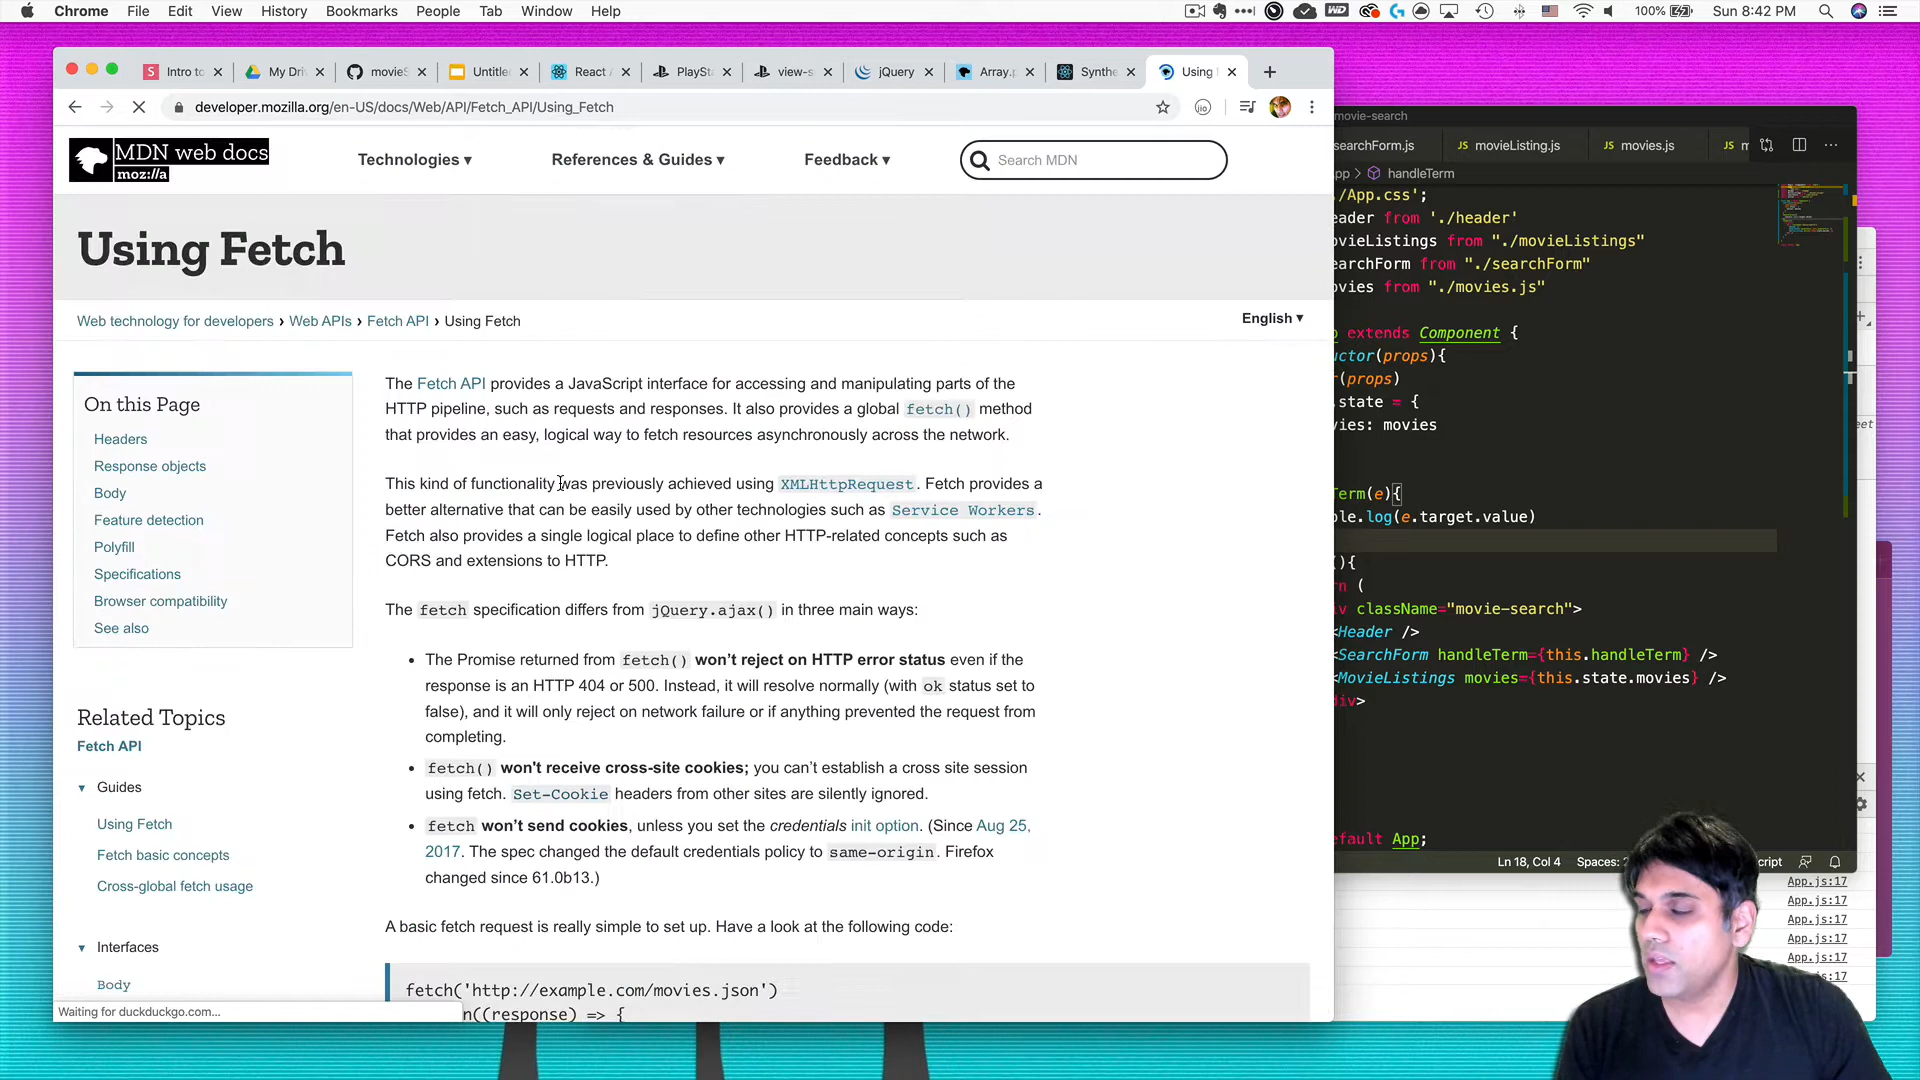 Chrome File Edit View History Bookmarks People Tab Window Help
WD 100% Sun 8:42 PM
Intro to
My Dri
movieS
Untitle
React
PlaySta
view-s
jQuery
Array.p
Synthe
Using
developer.mozilla.org/en-US/docs/Web/API/Fetch_API/Using_Fetch
MDN web docs
moz://a
Technologies ▾
References & Guides ▾
Feedback ▾
Search MDN
Using Fetch
Web technology for developers › Web APIs › Fetch API › Using Fetch
English ▾
On this Page
Headers
Response objects
Body
Feature detection
Polyfill
Specifications
Browser compatibility
See also
Related Topics
Fetch API
Guides
Using Fetch
Fetch basic concepts
Cross-global fetch usage
Interfaces
Body
Waiting for duckduckgo.com...
The Fetch API provides a JavaScript interface for accessing and manipulating parts of the
HTTP pipeline, such as requests and responses. It also provides a global fetch() method
that provides an easy, logical way to fetch resources asynchronously across the network.
This kind of functionality was previously achieved using XMLHttpRequest. Fetch provides a
better alternative that can be easily used by other technologies such as Service Workers.
Fetch also provides a single logical place to define other HTTP-related concepts such as
CORS and extensions to HTTP.
The fetch specification differs from jQuery.ajax() in three main ways:
• The Promise returned from fetch() won't reject on HTTP error status even if the
response is an HTTP 404 or 500. Instead, it will resolve normally (with ok status set to
false), and it will only reject on network failure or if anything prevented the request from
completing.
• fetch() won't receive cross-site cookies; you can't establish a cross site session
using fetch. Set-Cookie headers from other sites are silently ignored.
• fetch won't send cookies, unless you set the credentials init option. (Since Aug 25,
2017. The spec changed the default credentials policy to same-origin. Firefox
changed since 61.0b13.)
A basic fetch request is really simple to set up. Have a look at the following code:
fetch('http://example.com/movies.json')
n((response) => {
movie-search
searchForm.js
JS movieListing.js
JS movies.js
JS
pp › handleTerm
/App.css';
eader from './header'
ovieListings from "./movieListings"
earchForm from "./searchForm"
ovies from "./movies.js"
extends Component {
uctor(props){
r(props)
.state = {
vies: movies
Term(e){
ole.log(e.target.value)
(){
rn (
v className="movie-search">
<Header />
<SearchForm handleTerm={this.handleTerm} />
<MovieListings movies={this.state.movies} />
div>
efault App;
Ln 18, Col 4 Spaces:
cript
App.js:17
App.js:17
App.js:17
App.js:17
App.js:17
App.js:17